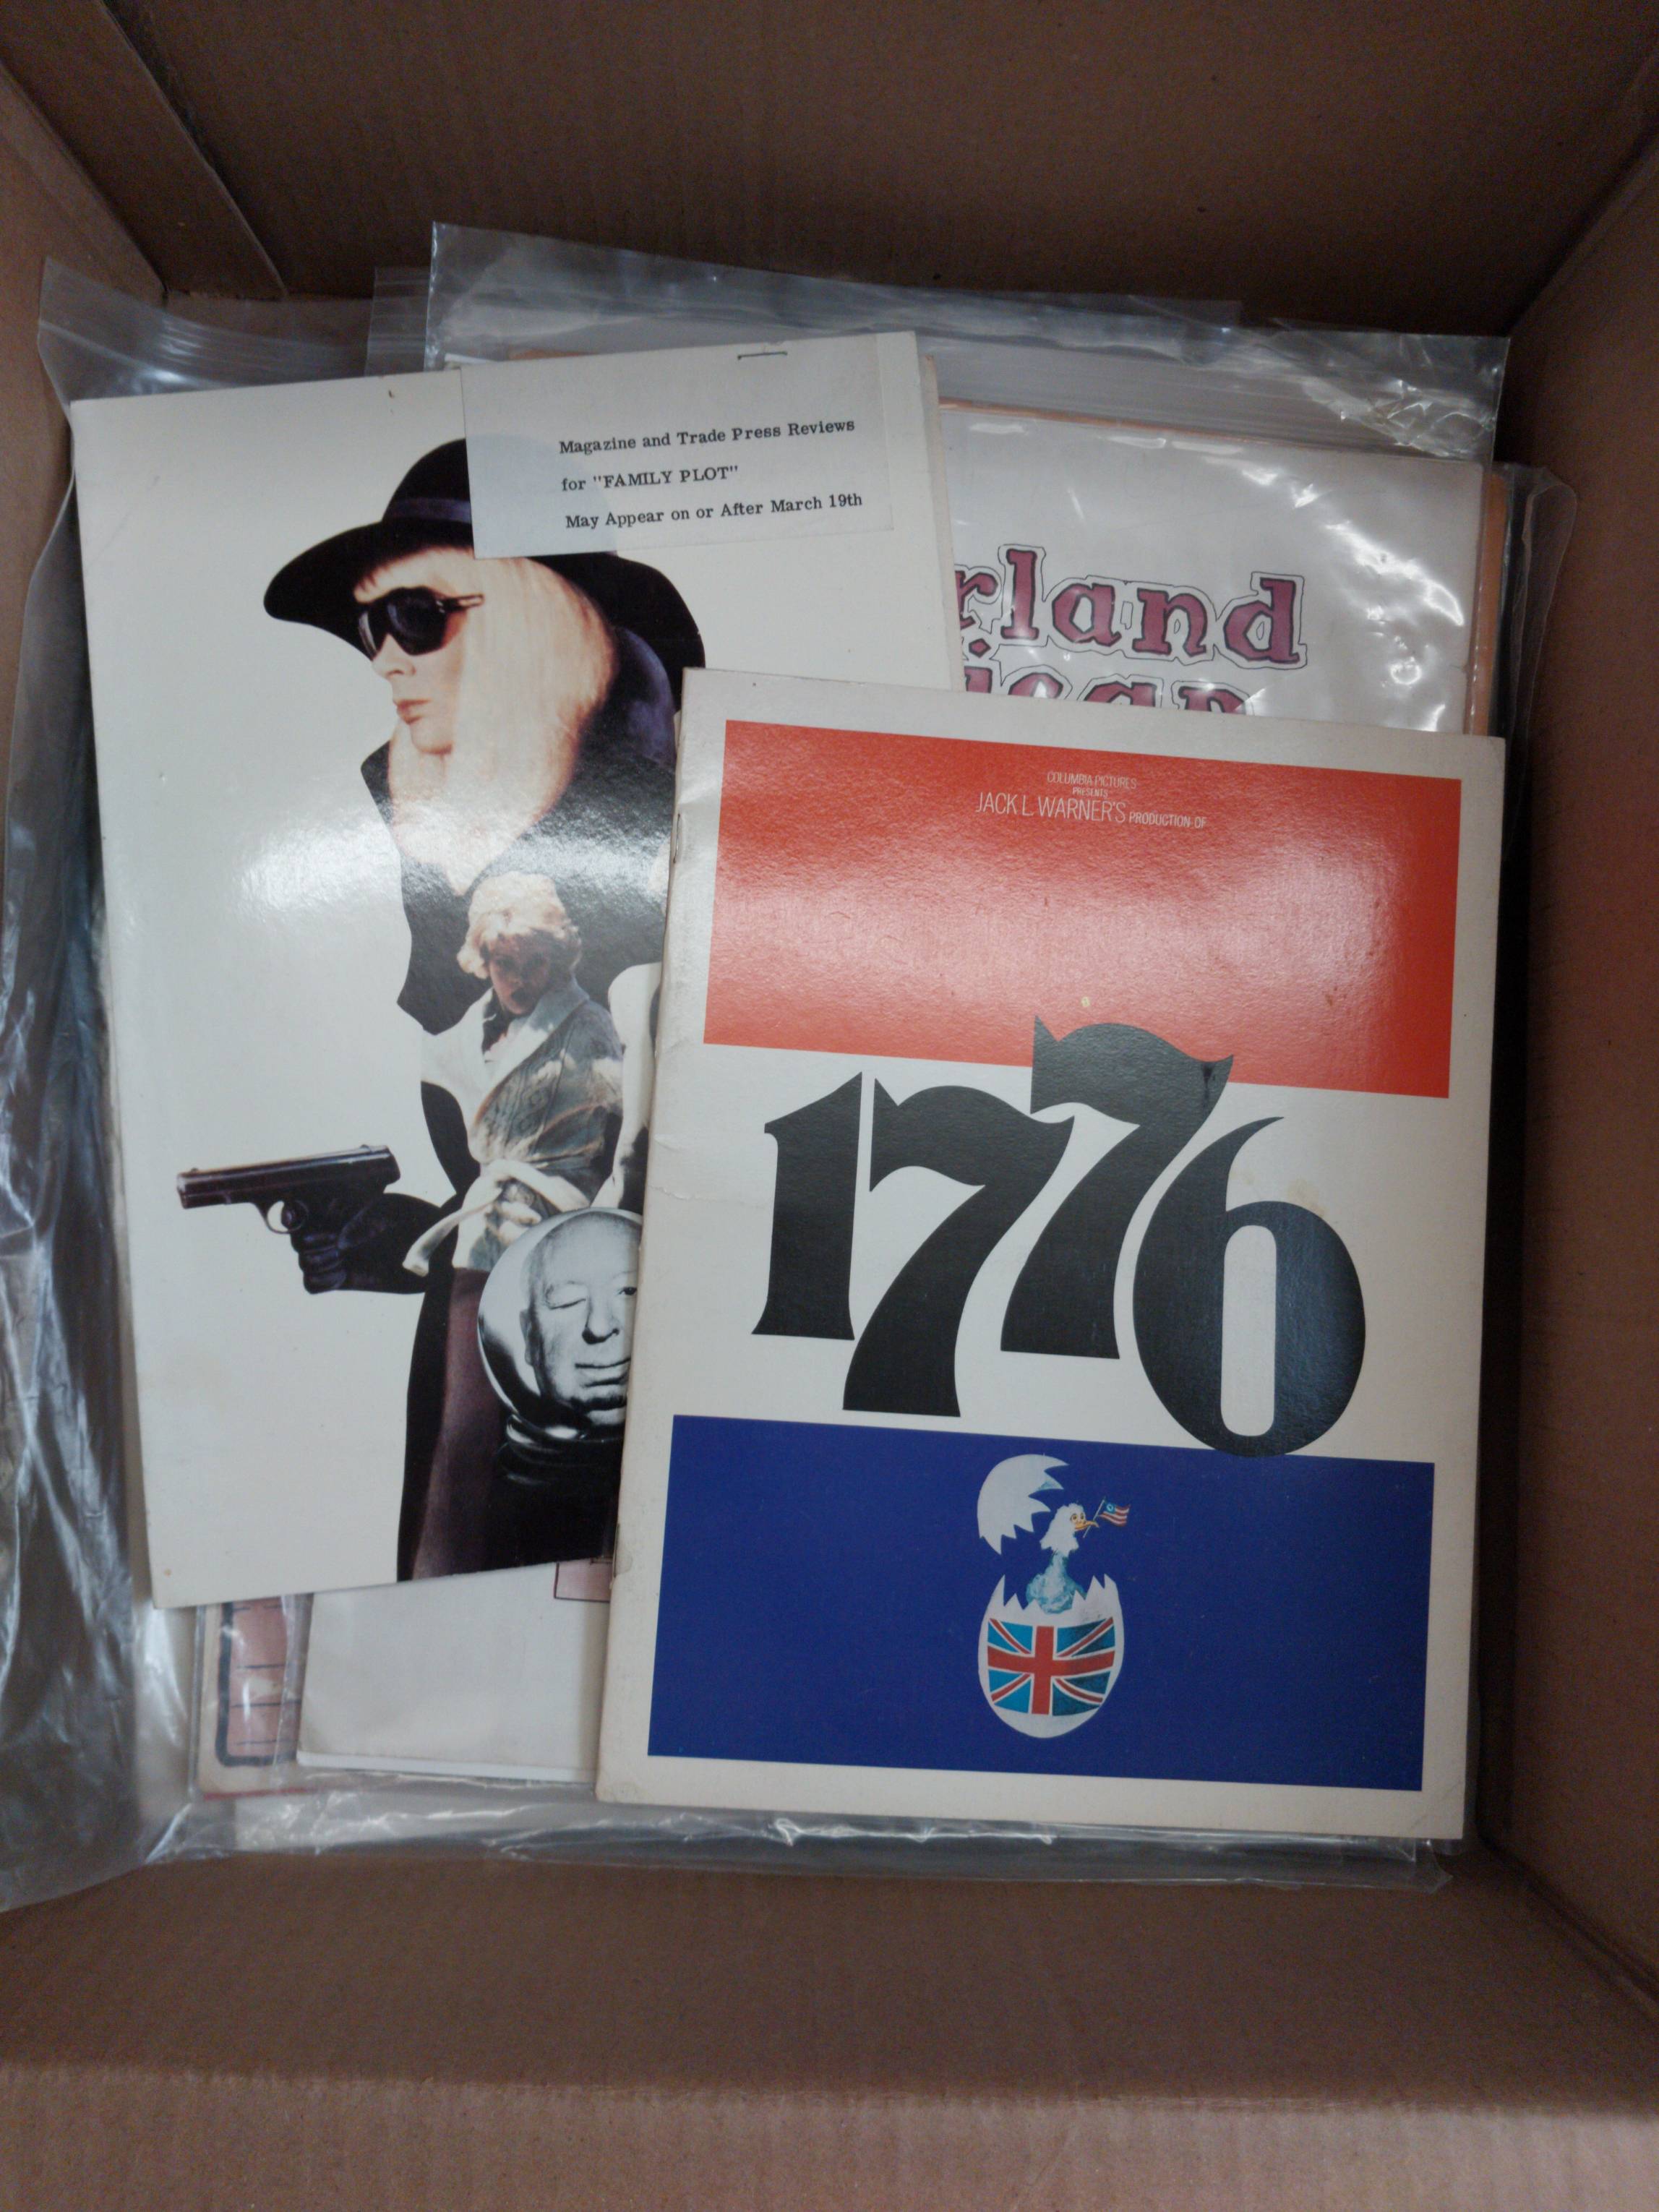 Magazine and Trade Press Reviews
for "FAMILY PLOT"
May Appear on or After March 19th
rland
ican
COLUMBIA PICTURES
PRESENTS
JACK L. WARNER'S PRODUCTION OF
1776